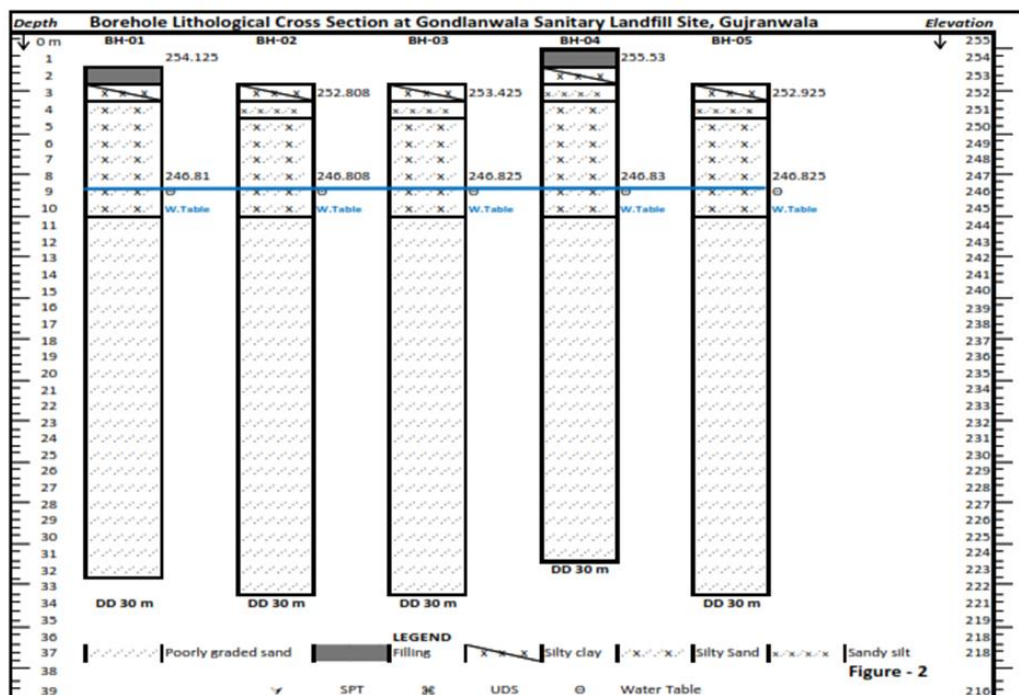 Depth Borehole Lithological Cross Section at Gondlanwala Sanitary Landfill Site, Gujranwala Elevation
0 m BH-01 BH-02 BH-03 BH-04 BH-05 255
1 254.125 255.53 254
2 253
3 252.808 253.425 252.925 252
4 251
5 250
6 249
7 248
8 246.81 246.808 246.825 246.83 246.825 247
9 246
10 W.Table W.Table W.Table W.Table W.Table 245
11 244
12 243
13 242
14 241
15 240
16 239
17 238
18 237
19 236
20 235
21 234
22 233
23 232
24 231
25 230
26 229
27 228
28 227
29 226
30 225
31 224
32 DD 30 m 223
33 222
34 DD 30 m DD 30 m DD 30 m DD 30 m 221
35 219
36 LEGEND 218
37 Poorly graded sand Filling Silty clay Silty Sand Sandy silt
38 Figure - 2
39 SPT UDS Water Table 216